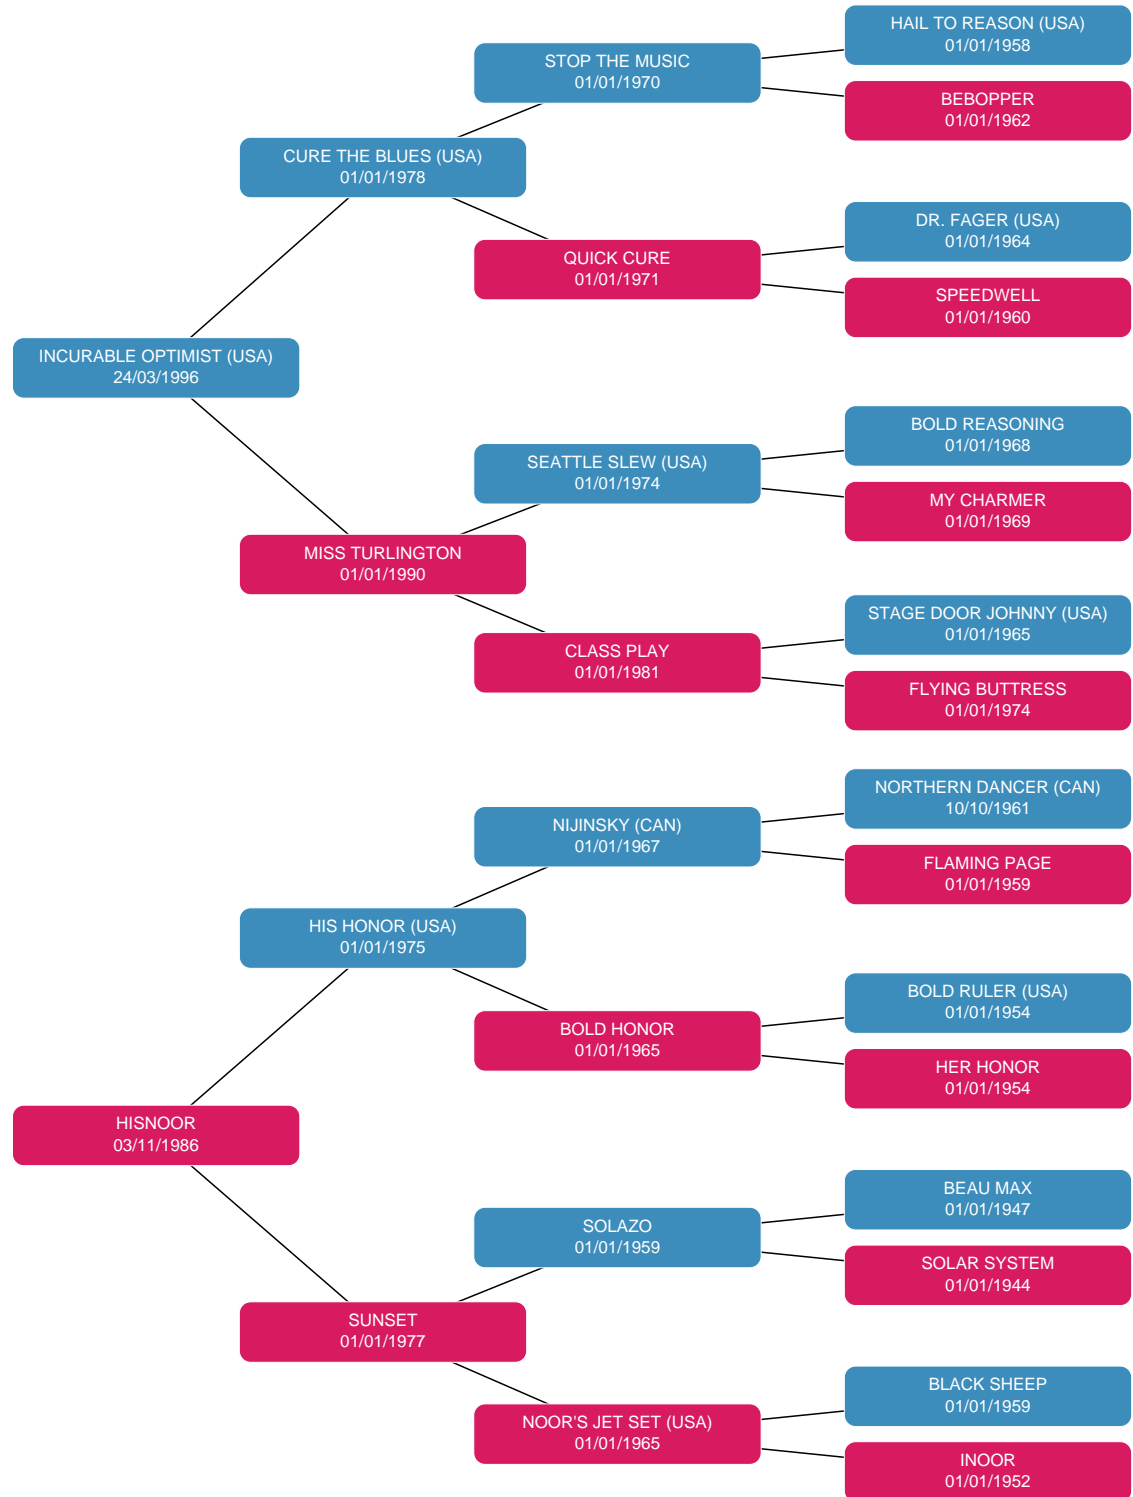 HAIL TO REASON (USA)
01/01/1958
STOP THE MUSIC
01/01/1970
BEBOPPER
01/01/1962
CURE THE BLUES (USA)
01/01/1978
DR. FAGER (USA)
01/01/1964
QUICK CURE
01/01/1971
SPEEDWELL
01/01/1960
INCURABLE OPTIMIST (USA)
24/03/1996
BOLD REASONING
01/01/1968
SEATTLE SLEW (USA)
01/01/1974
MY CHARMER
01/01/1969
MISS TURLINGTON
01/01/1990
STAGE DOOR JOHNNY (USA)
01/01/1965
CLASS PLAY
01/01/1981
FLYING BUTTRESS
01/01/1974
NORTHERN DANCER (CAN)
10/10/1961
NIJINSKY (CAN)
01/01/1967
FLAMING PAGE
01/01/1959
HIS HONOR (USA)
01/01/1975
BOLD RULER (USA)
01/01/1954
BOLD HONOR
01/01/1965
HER HONOR
01/01/1954
HISNOOR
03/11/1986
BEAU MAX
01/01/1947
SOLAZO
01/01/1959
SOLAR SYSTEM
01/01/1944
SUNSET
01/01/1977
BLACK SHEEP
01/01/1959
NOOR'S JET SET (USA)
01/01/1965
INOOR
01/01/1952